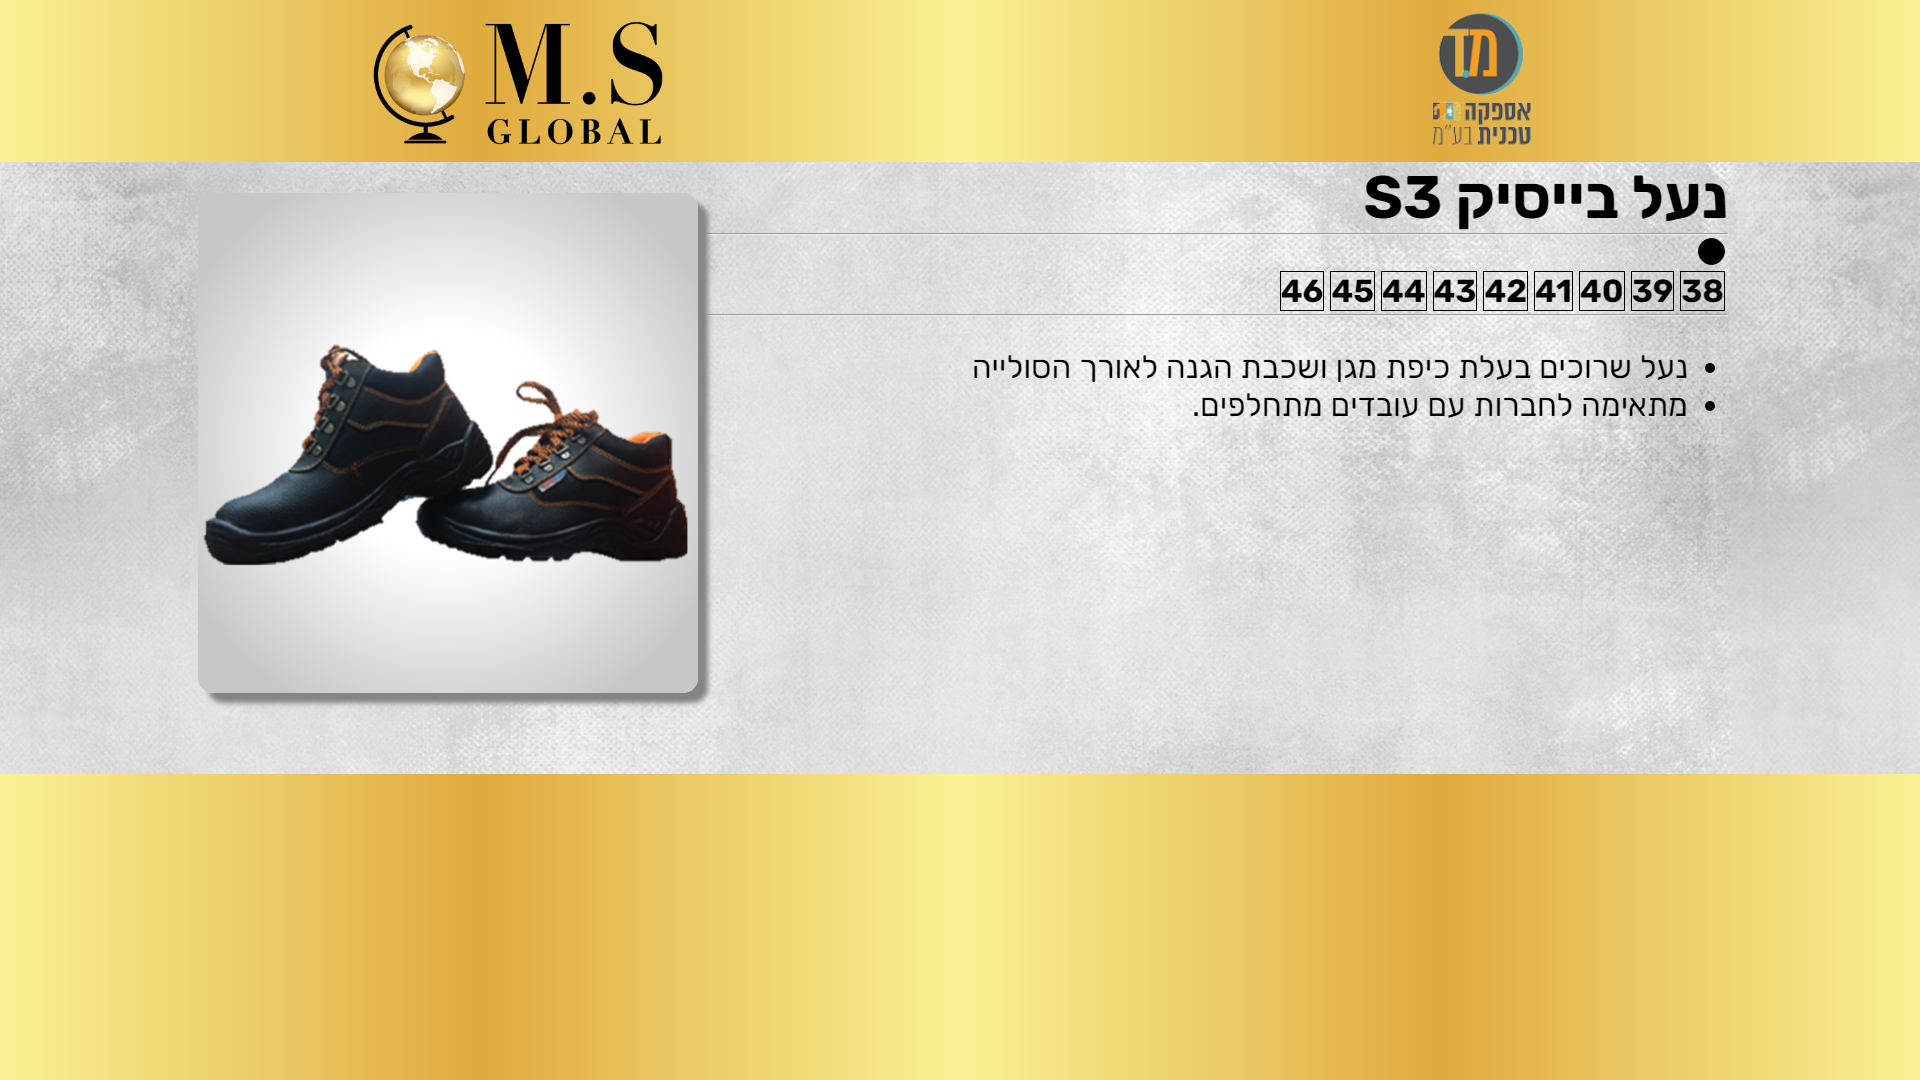 M.S
GLOBAL
מ.ד
אספקה
טכנית בע"מ
נעל בייסיק S3
38 39 40 41 42 43 44 45 46
נעל שרוכים בעלת כיפת מגן ושכבת הגנה לאורך הסולייה
מתאימה לחברות עם עובדים מתחלפים.